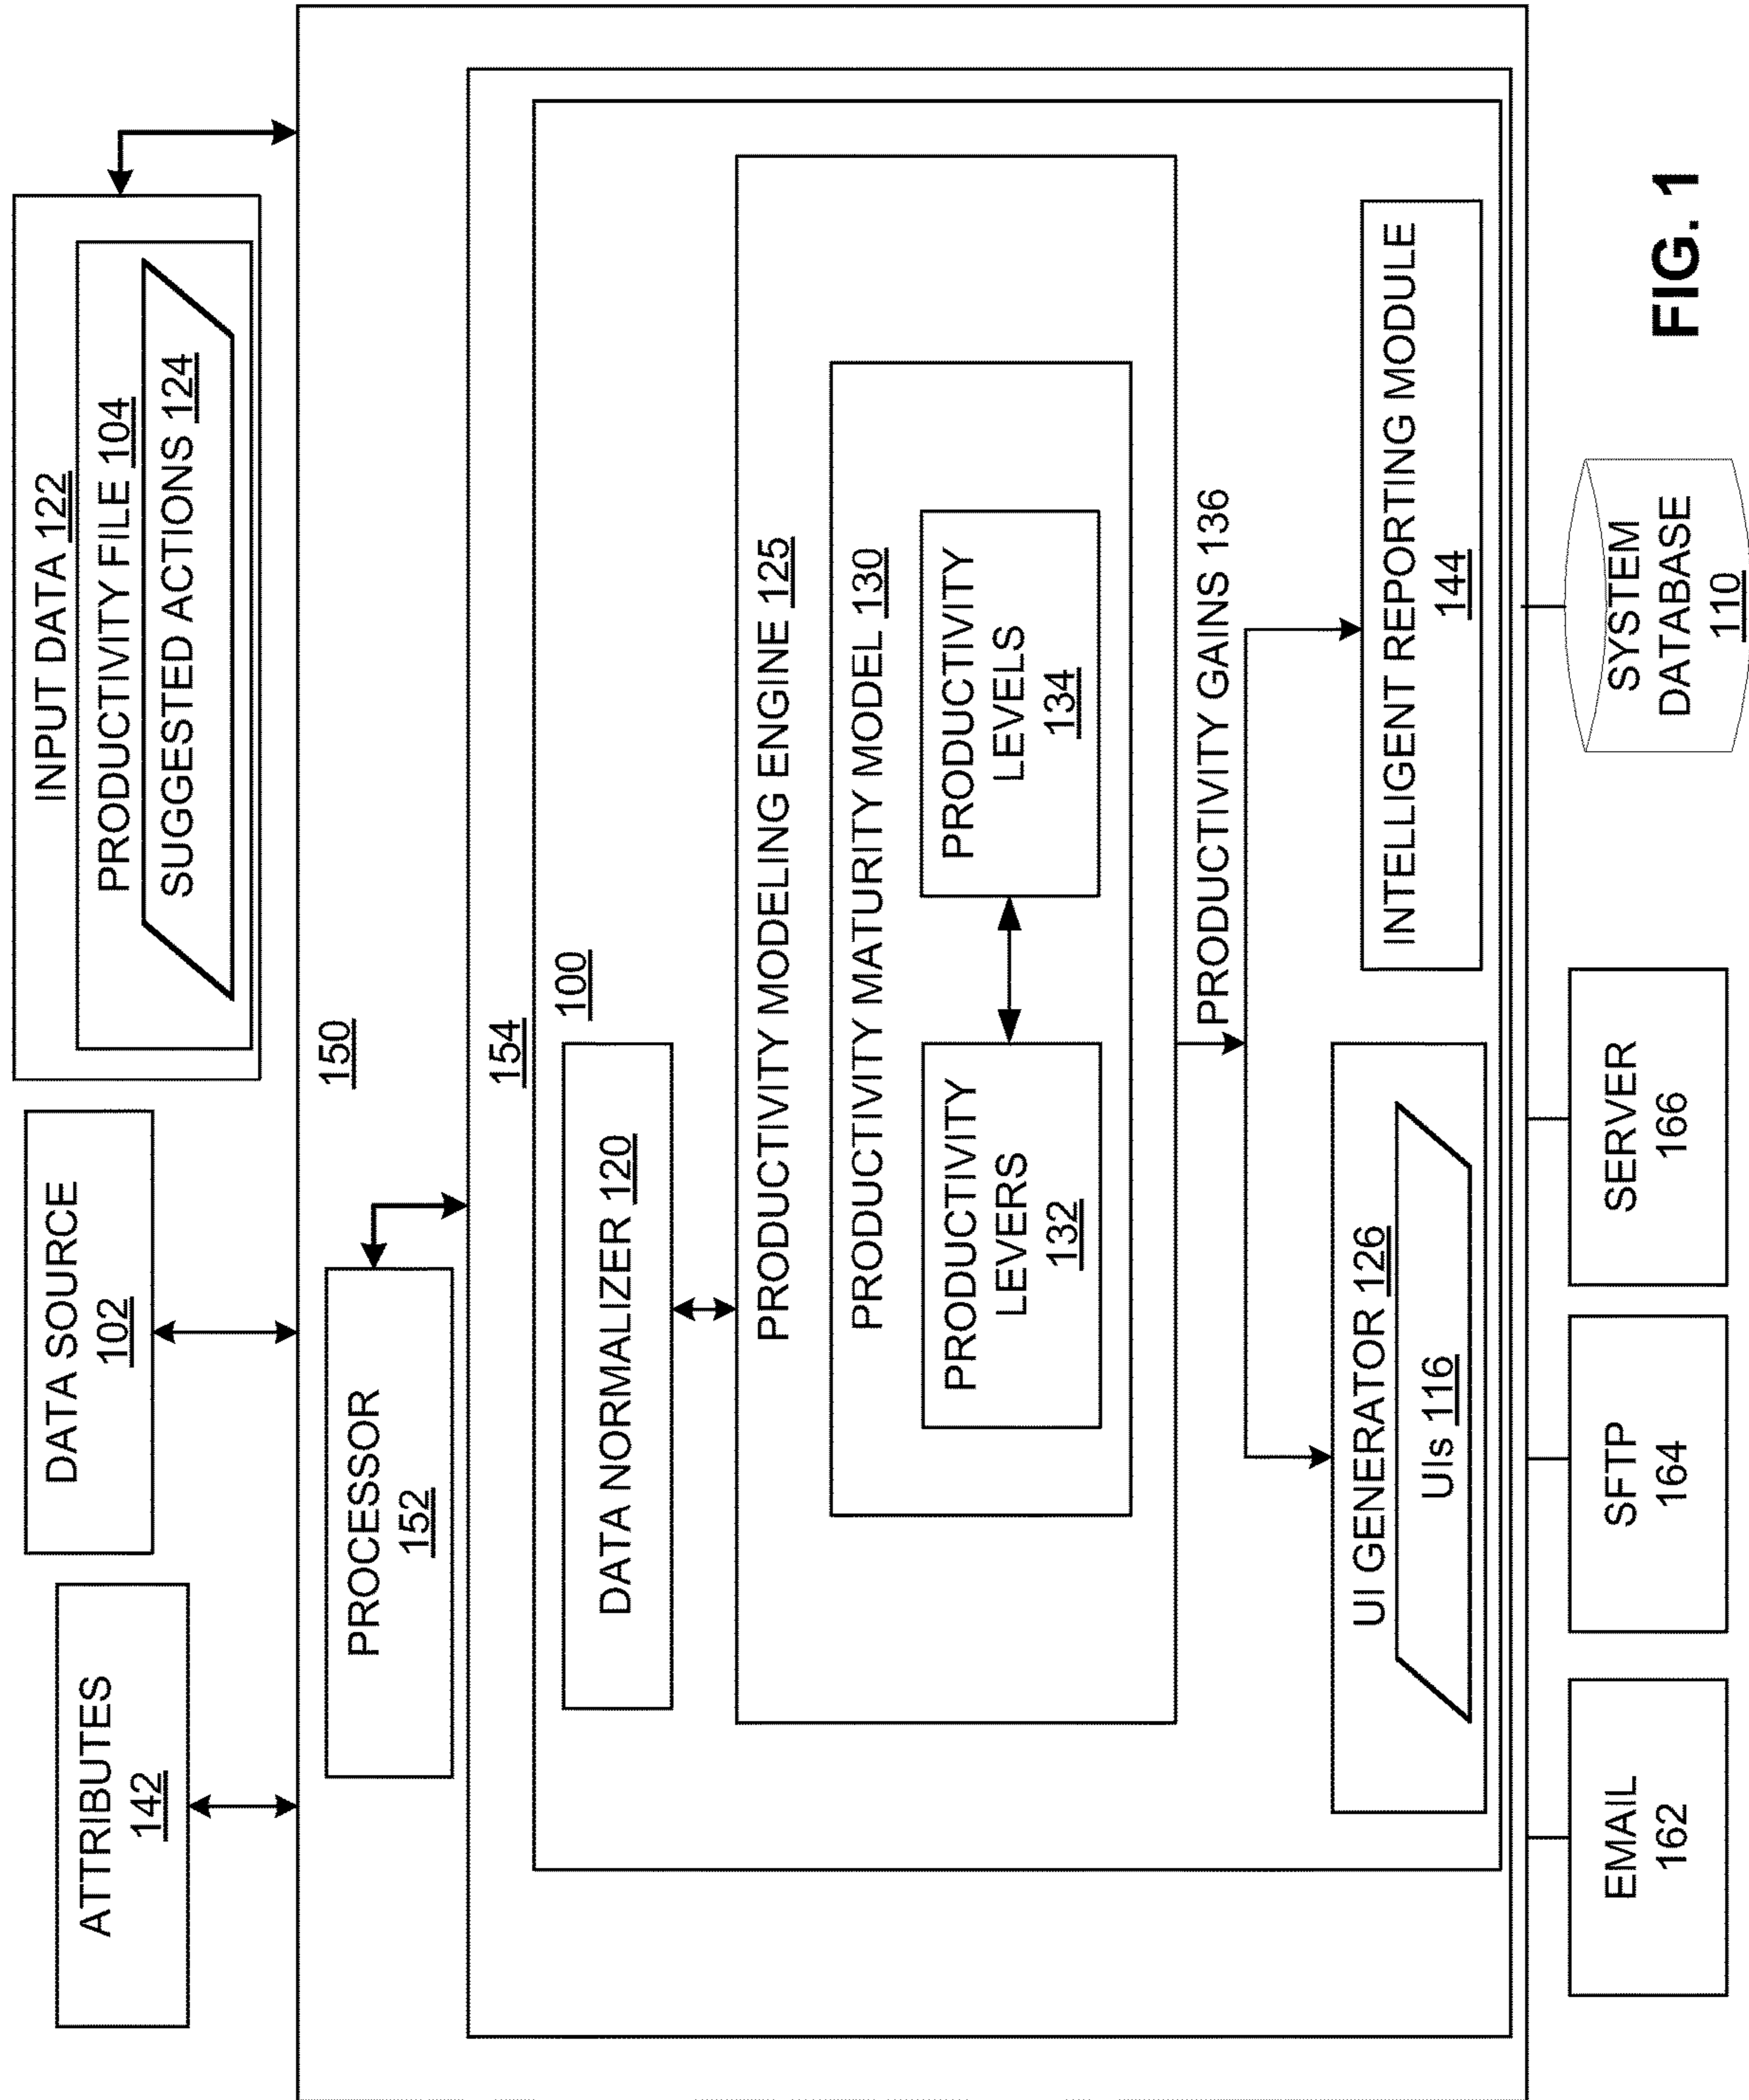 ATTRIBUTES
142
DATA SOURCE
102
INPUT DATA 122
PRODUCTIVITY FILE 104
SUGGESTED ACTIONS 124
150
PROCESSOR
152
154
100
DATA NORMALIZER 120
PRODUCTIVITY MODELING ENGINE 125
PRODUCTIVITY MATURITY MODEL 130
PRODUCTIVITY
LEVERS
132
PRODUCTIVITY
LEVELS
134
PRODUCTIVITY GAINS 136
UI GENERATOR 126
UIs 116
INTELLIGENT REPORTING MODULE
144
EMAIL
162
SFTP
164
SERVER
166
SYSTEM
DATABASE
110
FIG. 1